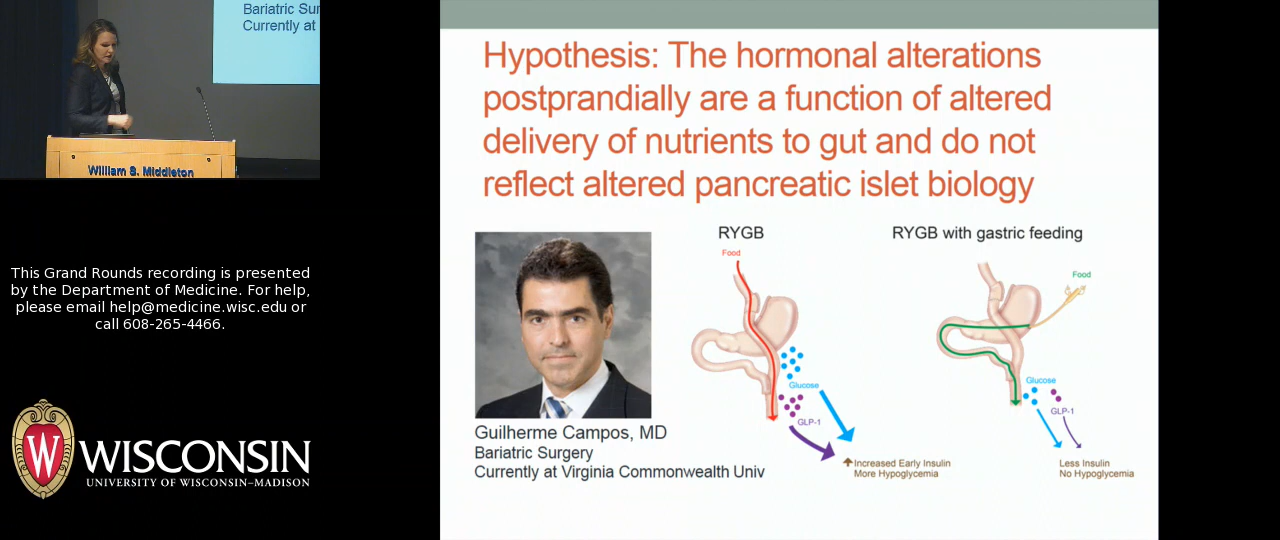 Bariatric Sur
Currently at
William S. Middleton
This Grand Rounds recording is presented
by the Department of Medicine. For help,
please email help@medicine.wisc.edu or
call 608-265-4466.
W
WISCONSIN
UNIVERSITY OF WISCONSIN–MADISON
Hypothesis: The hormonal alterations
postprandially are a function of altered
delivery of nutrients to gut and do not
reflect altered pancreatic islet biology
Guilherme Campos, MD
Bariatric Surgery
Currently at Virginia Commonwealth Univ
RYGB
Food
Glucose
GLP-1
Increased Early Insulin
More Hypoglycemia
RYGB with gastric feeding
Food
Glucose
GLP-1
Less Insulin
No Hypoglycemia